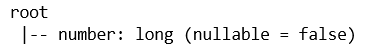 root
 |-- number: long (nullable = false)